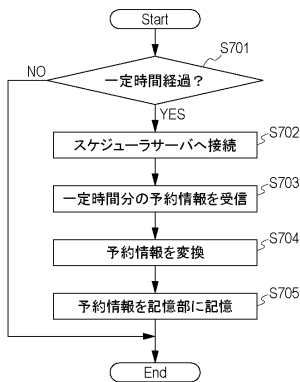 Start
S701
NO
一定時間経過?
YES
S702
スケジューラサーバへ接続
S703
一定時間分の予約情報を受信
S704
予約情報を変換
S705
予約情報を記憶部に記憶
End